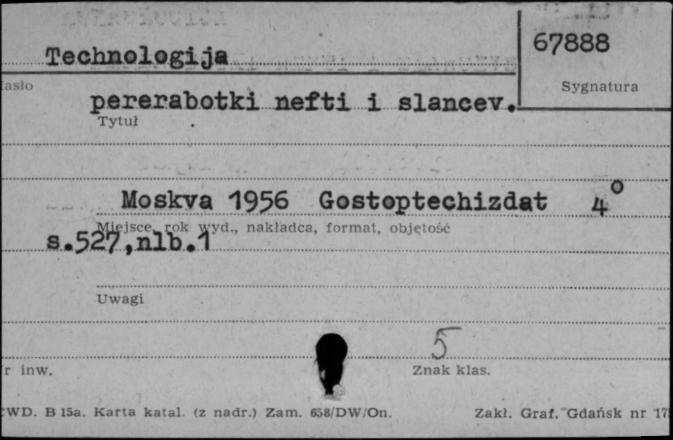 Technologija
67888
Sygnatura
pererabotki nefti i slancev.
Tytuł
Moskva 1956 Gostoptechizdat 4°
Miejsce, rok wyd., nakładca, format, objętość
s.527,nlb.1
Uwagi
5
r inw.
Znak klas.
WD. B 15a. Karta katal. (z nadr.) Zam. 658/DW/On. Zakł. Graf. Gdańsk nr